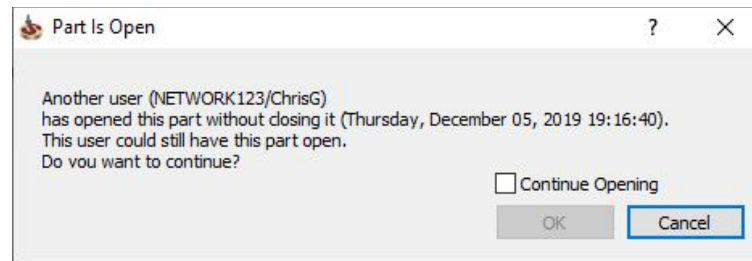 Part Is Open
?
Another user (NETWORK123/ChrisG)
has opened this part without closing it (Thursday, December 05, 2019 19:16:40).
This user could still have this part open.
Do you want to continue?
Continue Opening
OK
Cancel